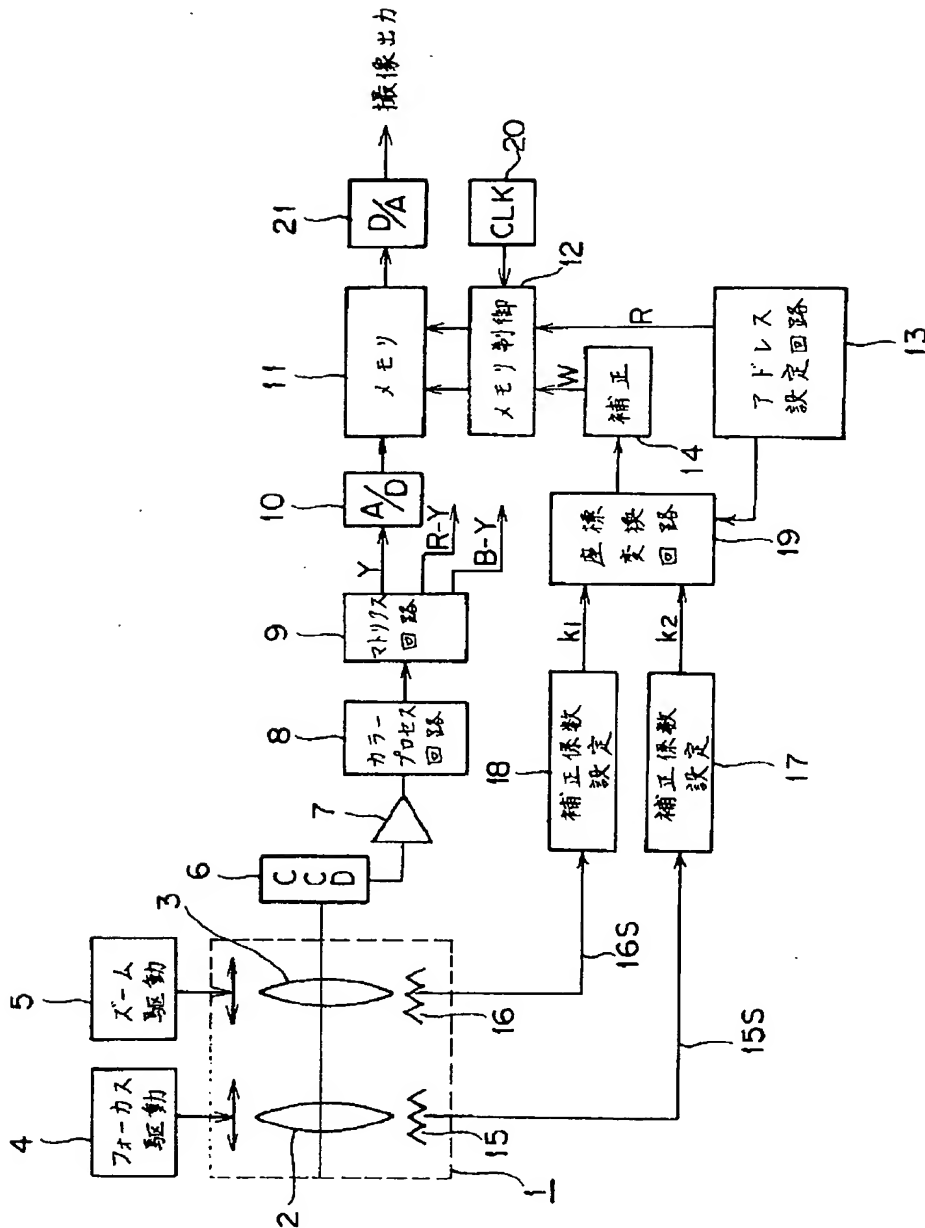 4
フォーカス
駆動
5
ズーム
駆動
2
3
15
16
1
6
CCD
7
8
カラー
プロセス
回路
9
マトリクス
回路
Y
R-Y
B-Y
10
A/D
11
メモリ
21
D/A
撮像出力
20
CLK
12
メモリ制御
W
R
補正
14
アドレス
設定回路
13
座標
変換
回路
19
k1
k2
18
補正係数
設定
補正係数
設定
17
16S
15S